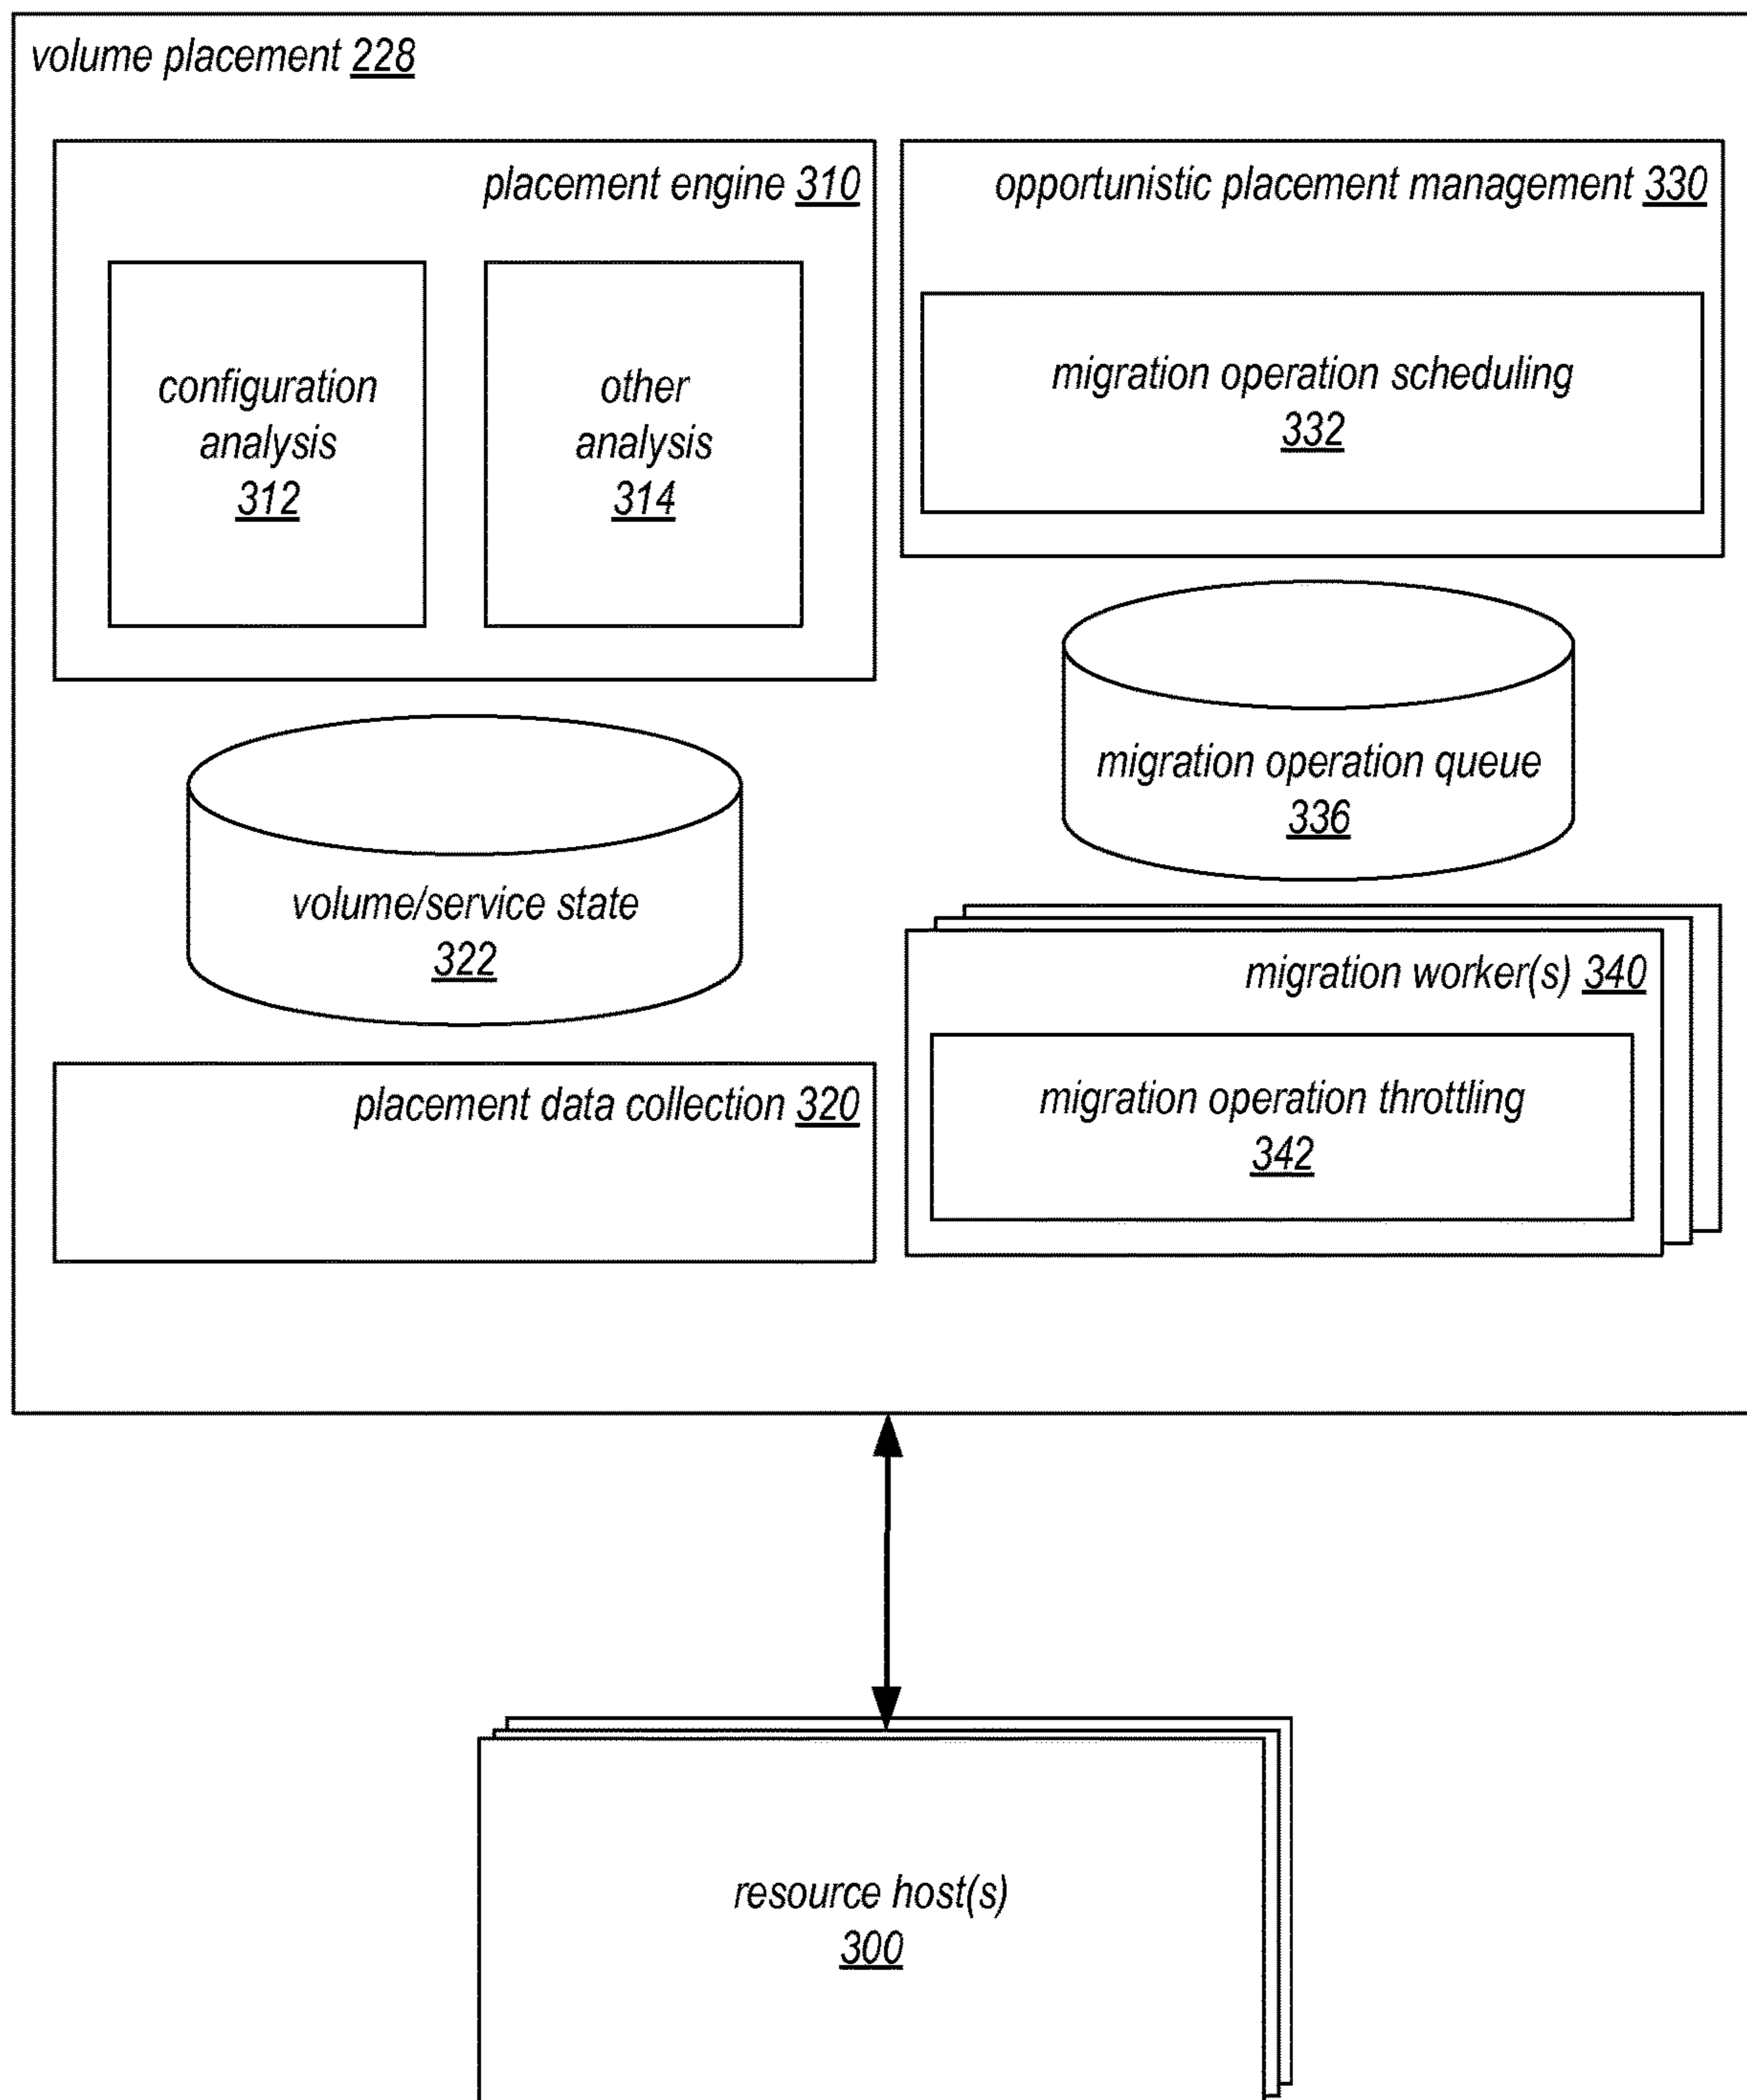 volume placement 228
placement engine 310
configuration
analysis
312
other
analysis
314
opportunistic placement management 330
migration operation scheduling
332
migration operation queue
336
volume/service state
322
migration worker(s) 340
migration operation throttling
342
placement data collection 320
resource host(s)
300